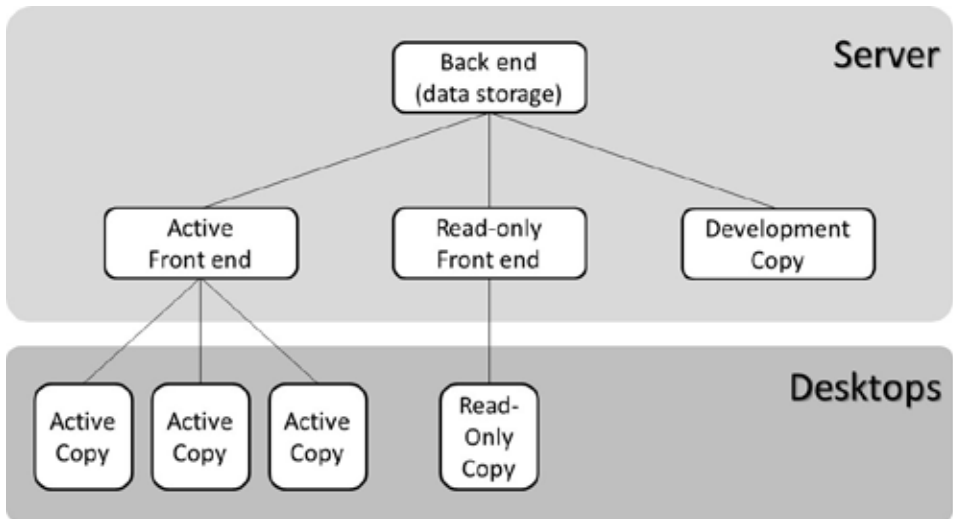 Server
Back end
(data storage)
Active
Front end
Read-only
Front end
Development
Copy
Desktops
Active
Copy
Active
Copy
Active
Copy
Read-
Only
Copy